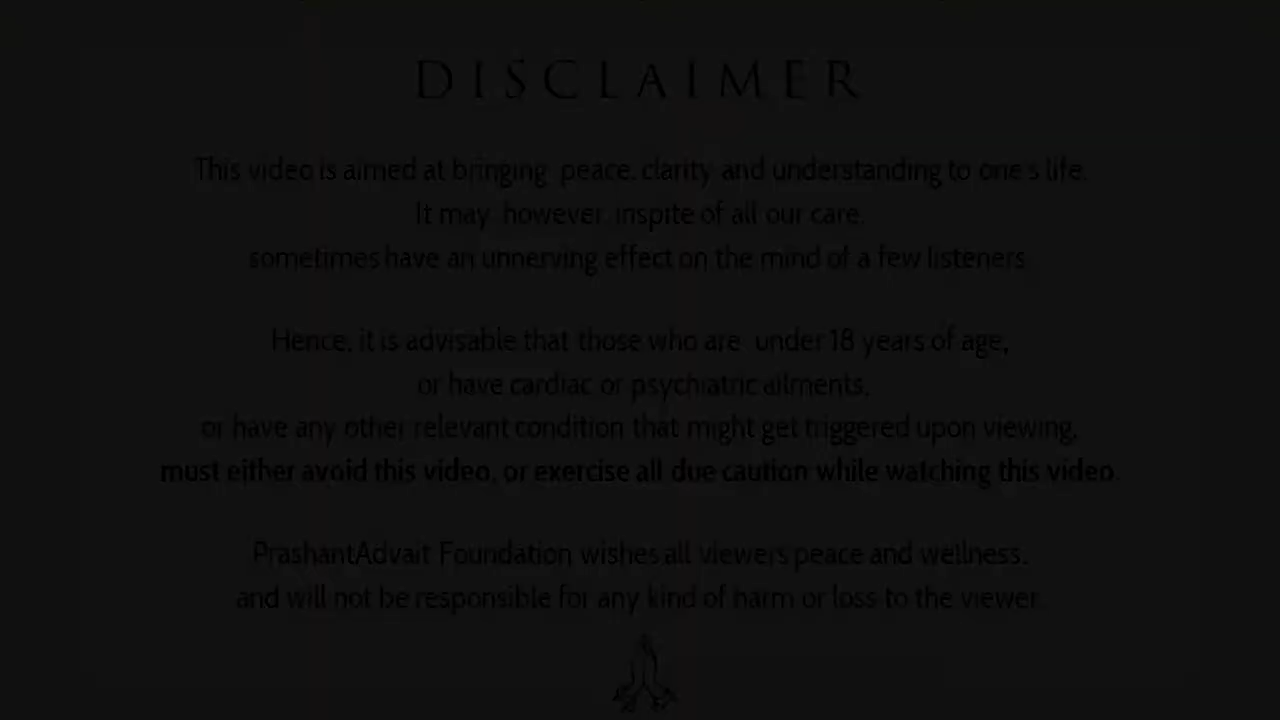 DISCLAIMER
This video is aimed at bringing peace, clarity and understanding to one's life.
It may, however, inspite of all our care,
sometimes have an unnerving effect on the mind of a few listeners.
Hence, it is advisable that those who are under 18 years of age,
or have cardiac or psychiatric ailments,
or have any other relevant condition that might get triggered upon viewing,
must either avoid this video, or exercise all due caution while watching this video.
PrashantAdvait Foundation wishes all viewers peace and wellness,
and will not be responsible for any kind of harm or loss to the viewer.